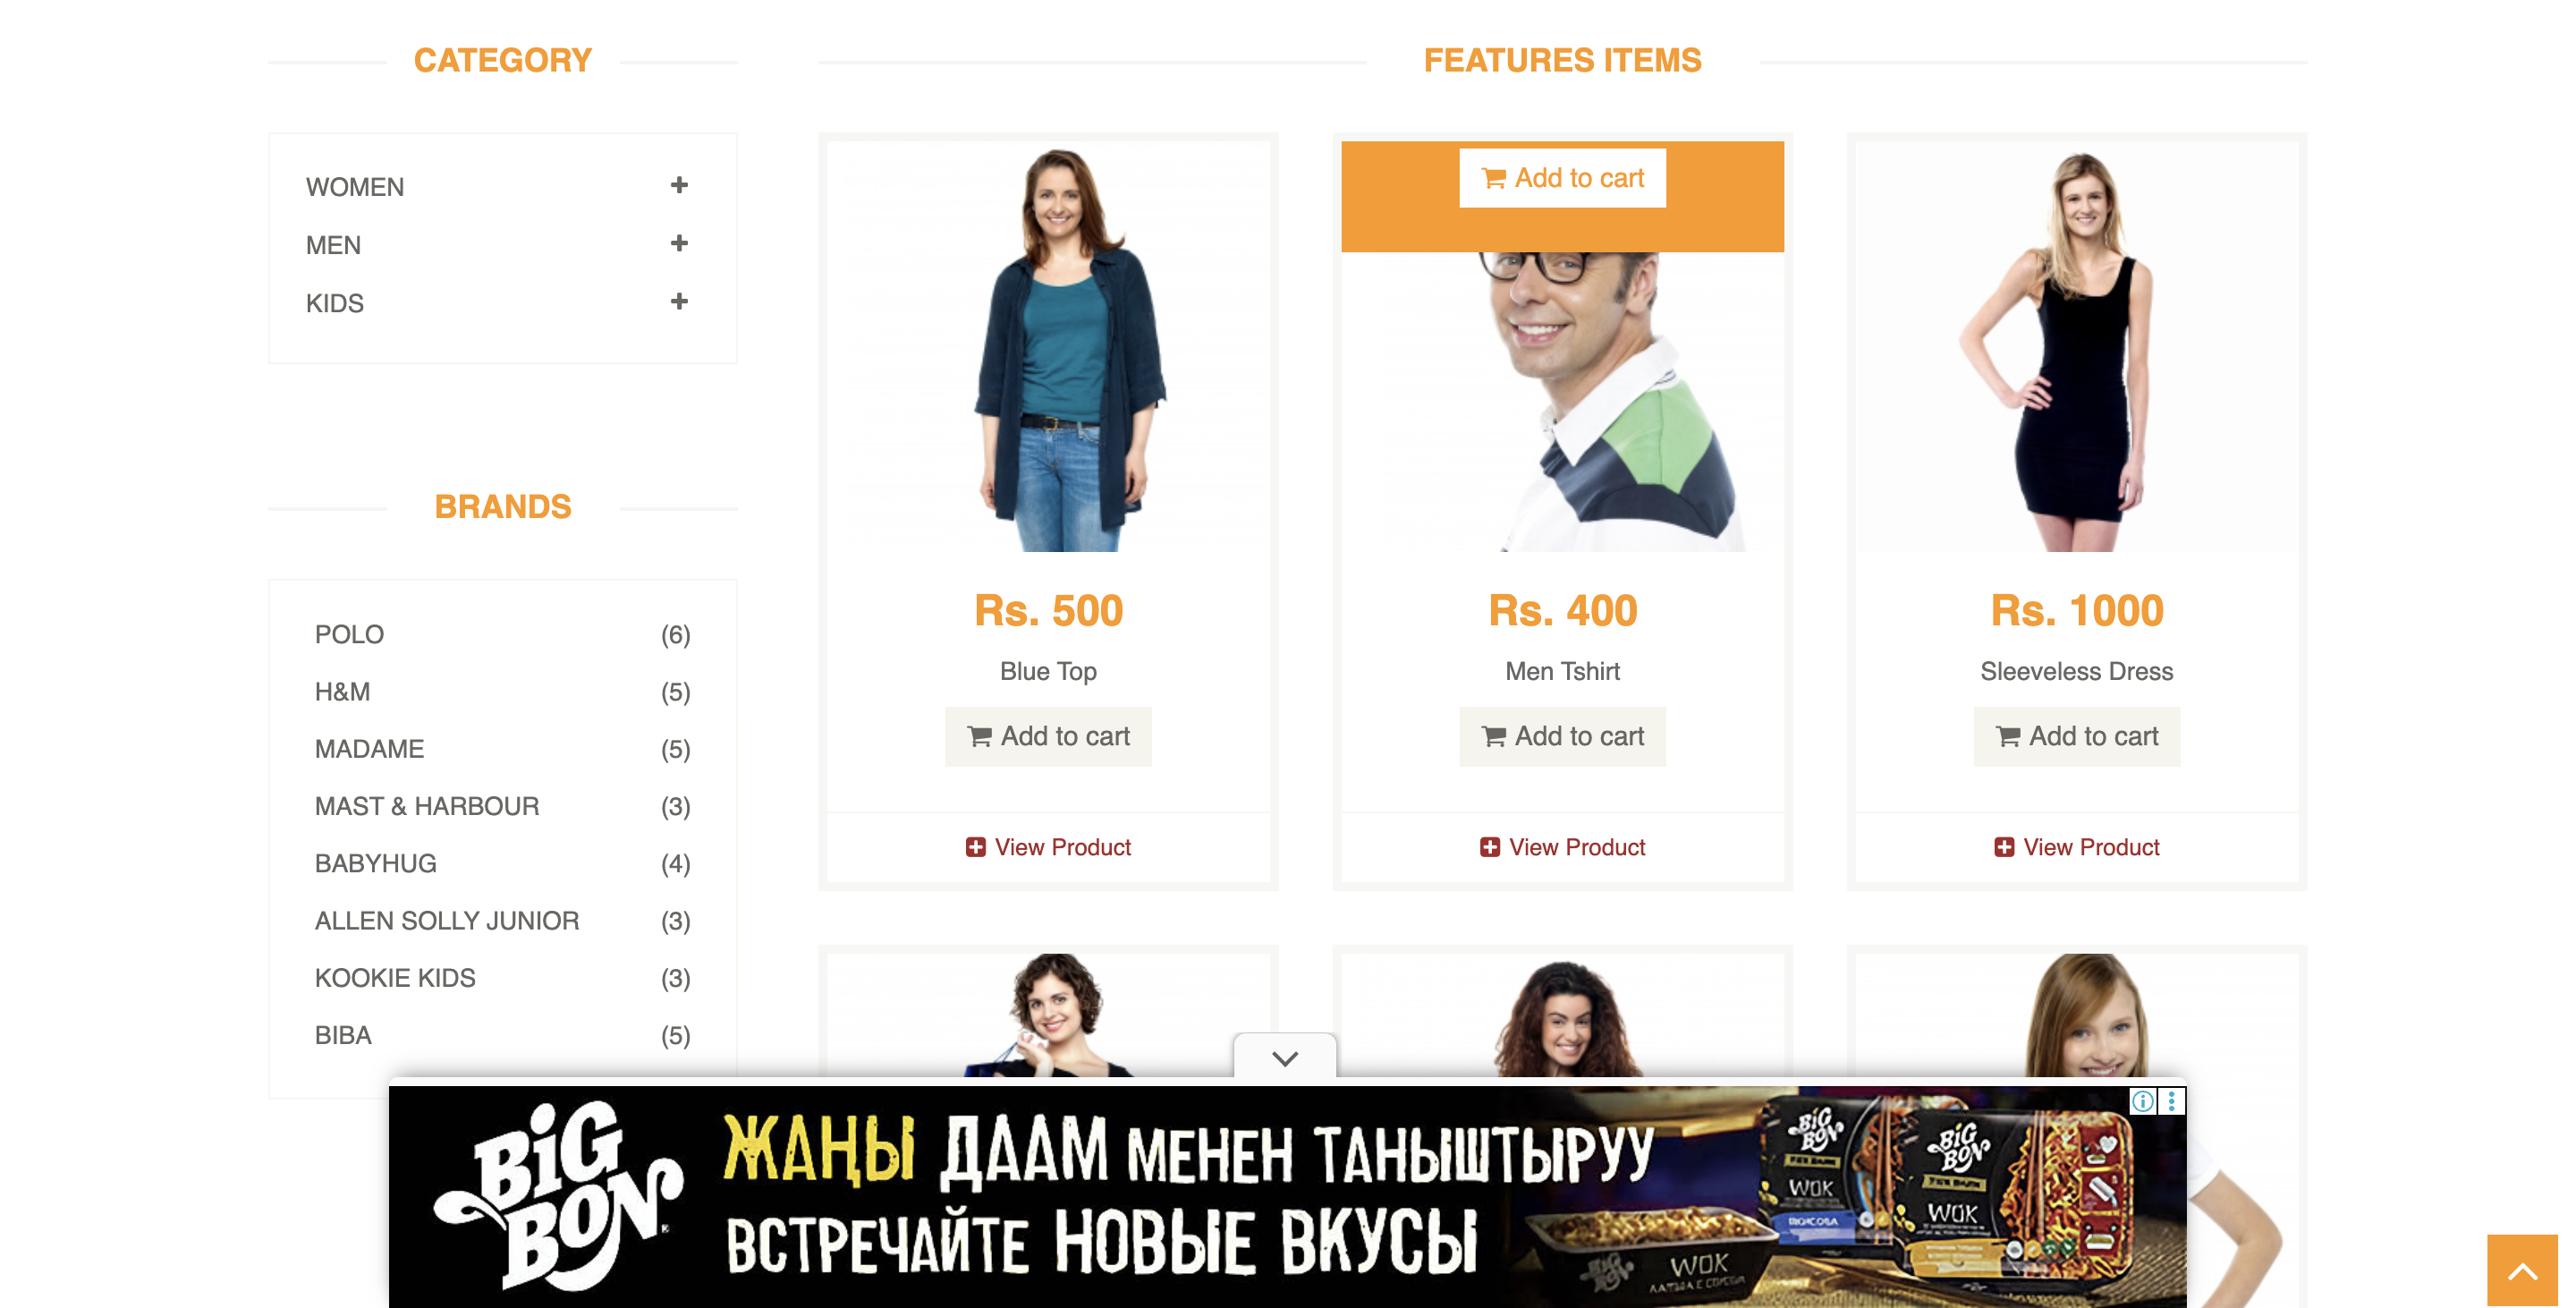 CATEGORY
WOMEN
MEN
KIDS
BRANDS
POLO (6)
H&M (5)
MADAME (5)
MAST & HARBOUR (3)
BABYHUG (4)
ALLEN SOLLY JUNIOR (3)
KOOKIE KIDS (3)
BIBA (5)
FEATURES ITEMS
Add to cart
Rs. 500
Blue Top
Add to cart
View Product
Rs. 400
Men Tshirt
Add to cart
View Product
Rs. 1000
Sleeveless Dress
Add to cart
View Product
BiG
BON
ЖАҢЫ ДААМ МЕНЕН ТАНЫШТЫРУУ
ВСТРЕЧАЙТЕ НОВЫЕ ВКУСЫ
BiG
BON
WOK
BiG
BON
WOK
WOK